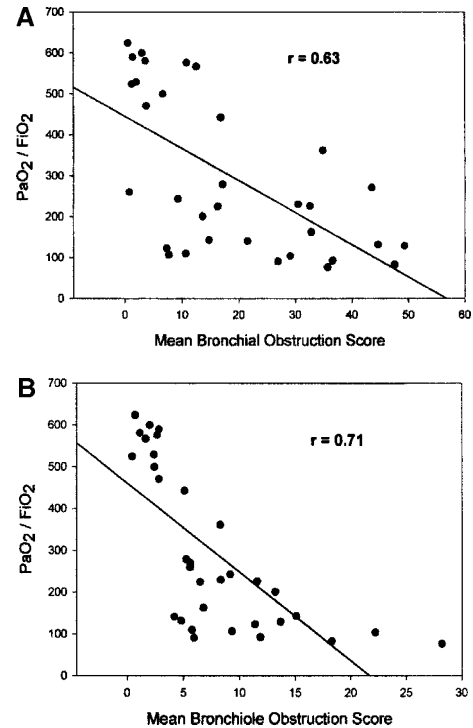 A
700
600
500
400
300
200
100
0
PaO2 / FiO2
r = 0.63
0 10 20 30 40 50 60
Mean Bronchial Obstruction Score
B
700
600
500
400
300
200
100
0
PaO2 / FiO2
r = 0.71
0 5 10 15 20 25 30
Mean Bronchiole Obstruction Score